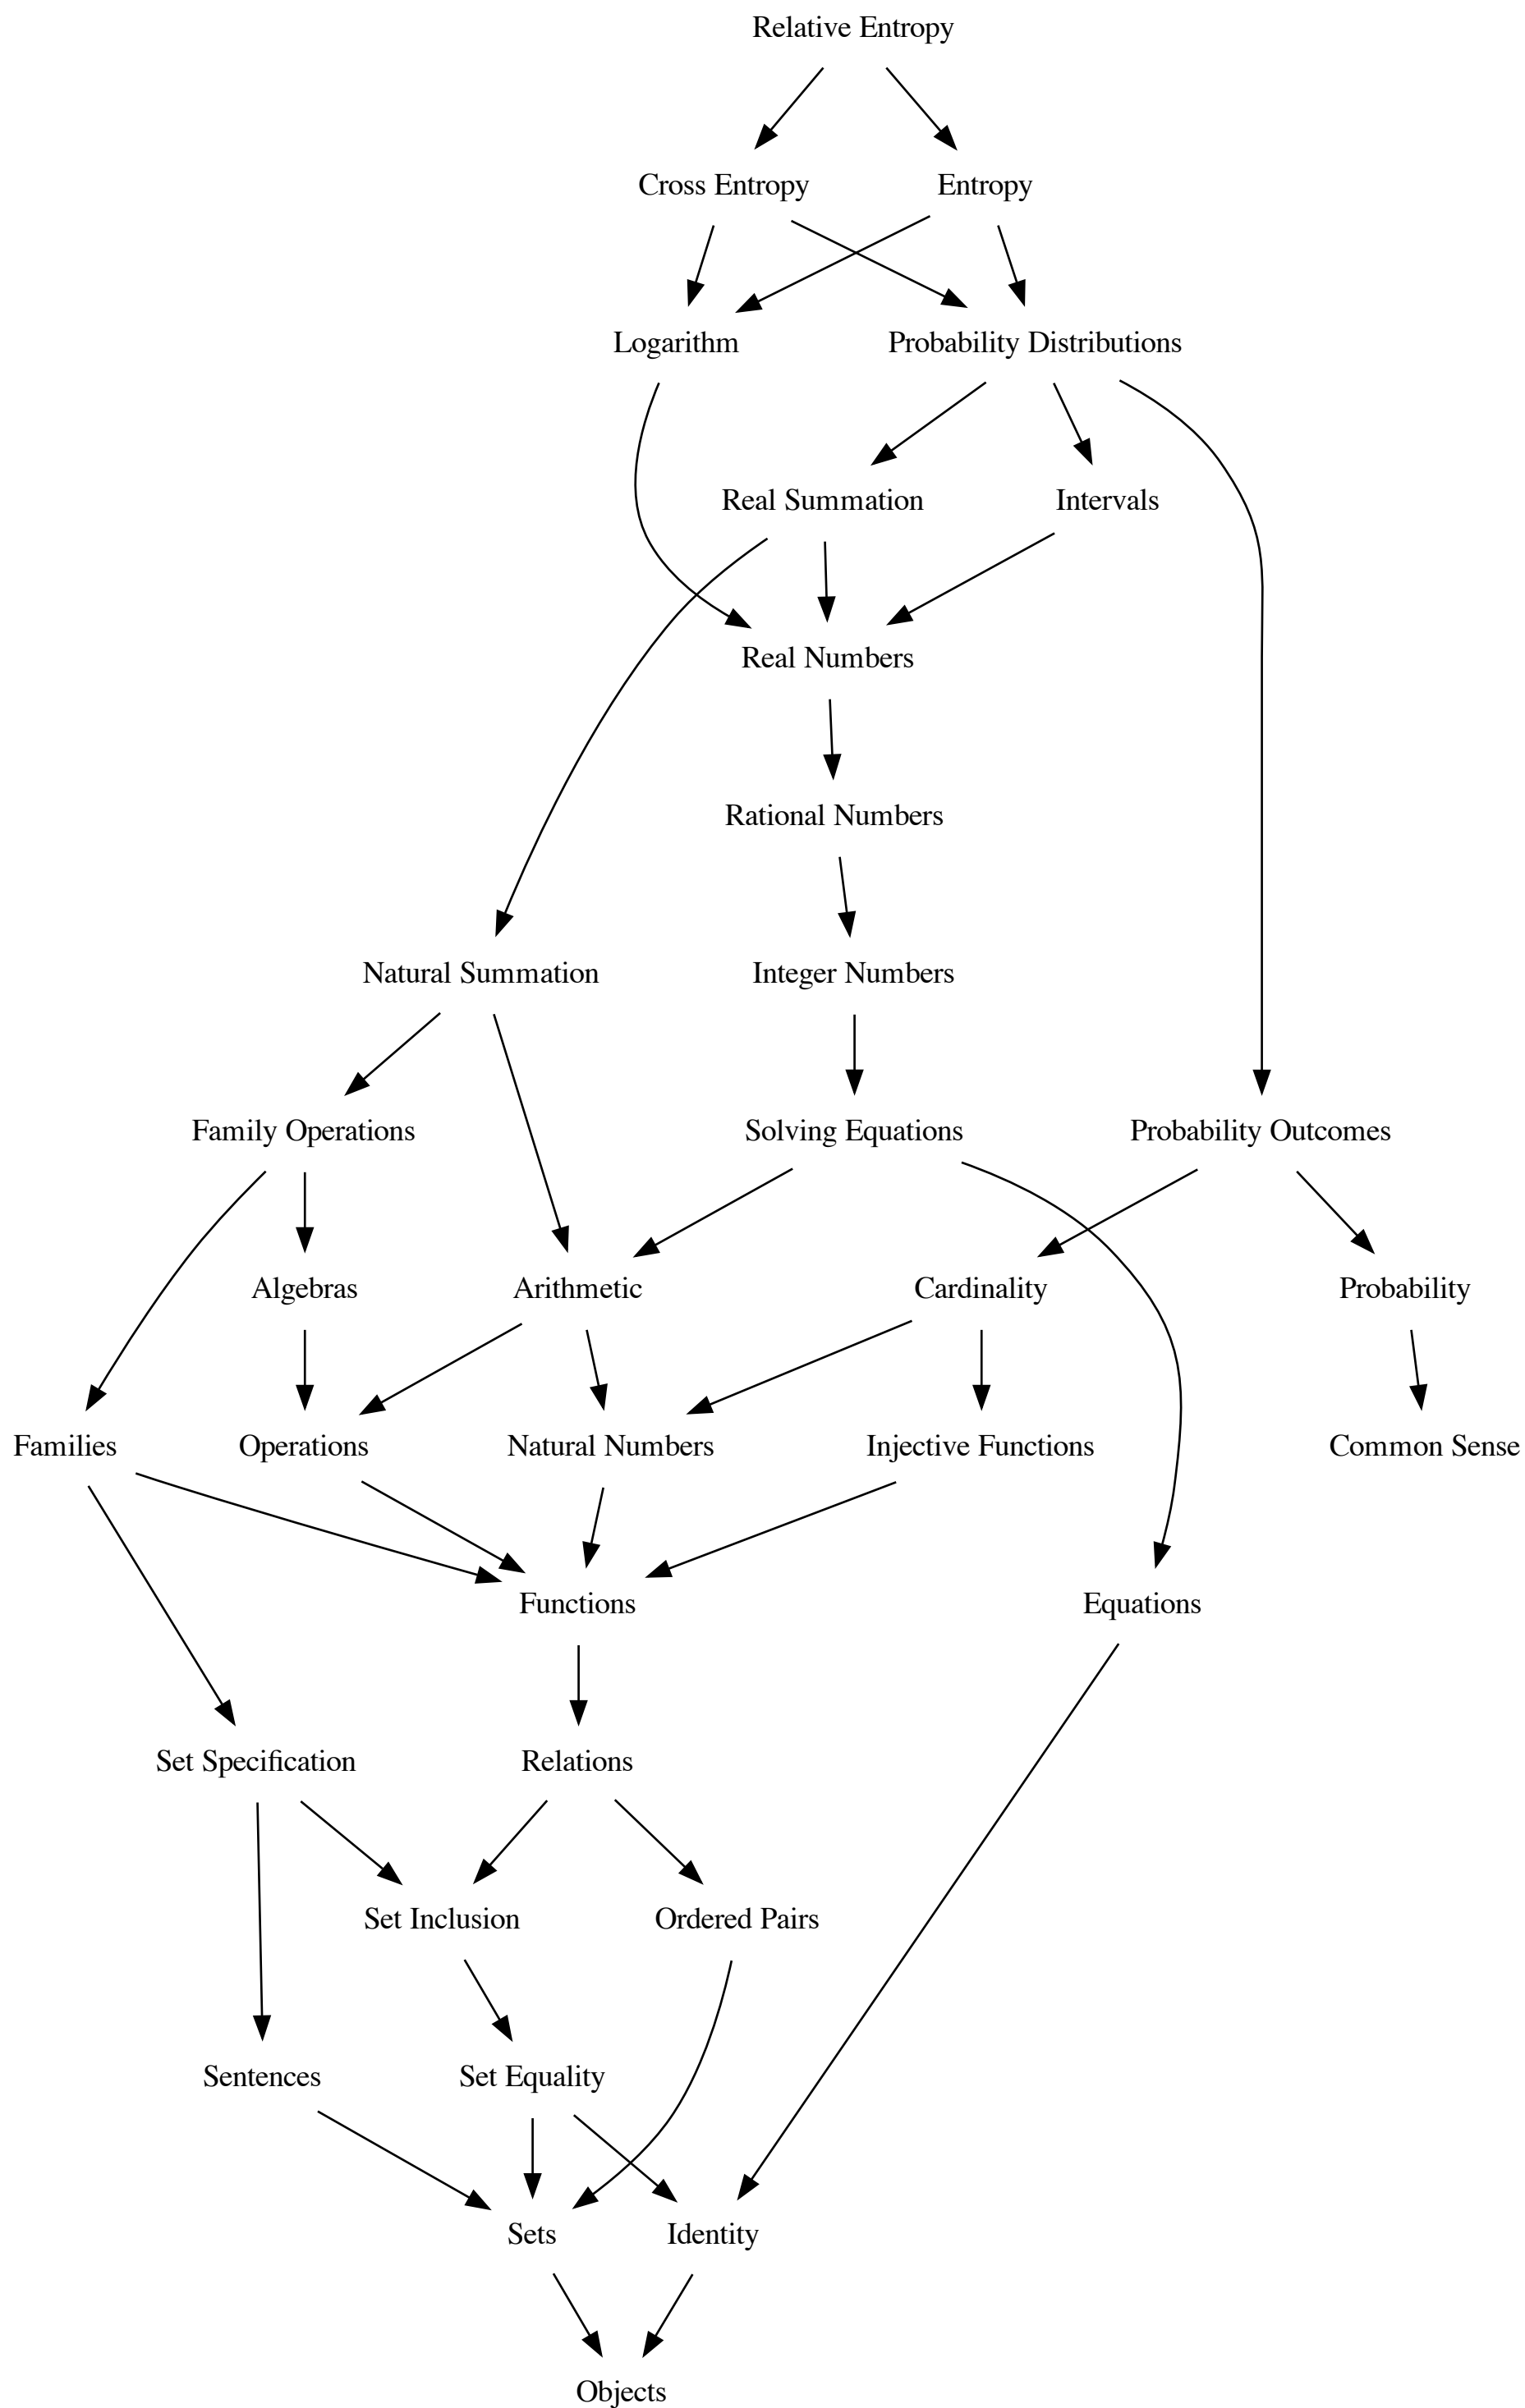 Relative Entropy
Cross Entropy
Entropy
Logarithm
Probability Distributions
Real Summation
Intervals
Real Numbers
Rational Numbers
Natural Summation
Integer Numbers
Family Operations
Solving Equations
Probability Outcomes
Algebras
Arithmetic
Cardinality
Probability
Families
Operations
Natural Numbers
Injective Functions
Common Sense
Functions
Equations
Set Specification
Relations
Set Inclusion
Ordered Pairs
Sentences
Set Equality
Sets
Identity
Objects